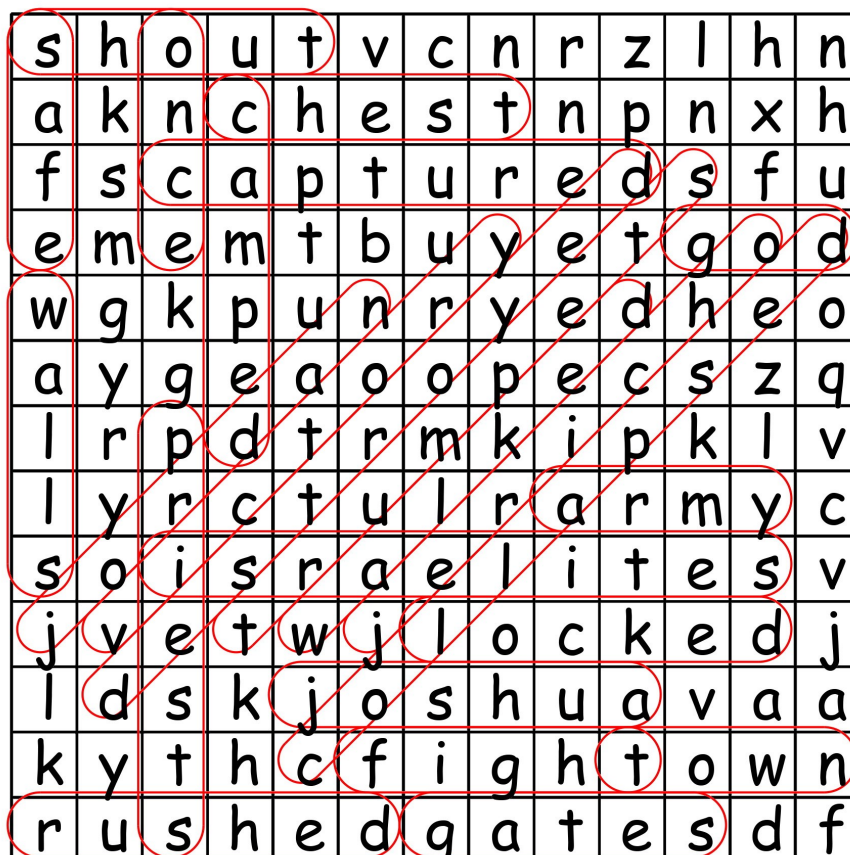 s h o u t v c n r z l h n
a k n c h e s t n p n x h
f s c a p t u r e d s f u
e m e m t b u y e t g o d
w g k p u n r y e d h e o
a y g e a o o p e c s z q
l r p d t r m k i p k l v
l y r c t u l r a r m y c
s o i s r a e l i t e s v
j v e t w j l o c k e d j
l d s k j o s h u a v a a
k y t h c f i g h t o w n
r u s h e d g a t e s d f